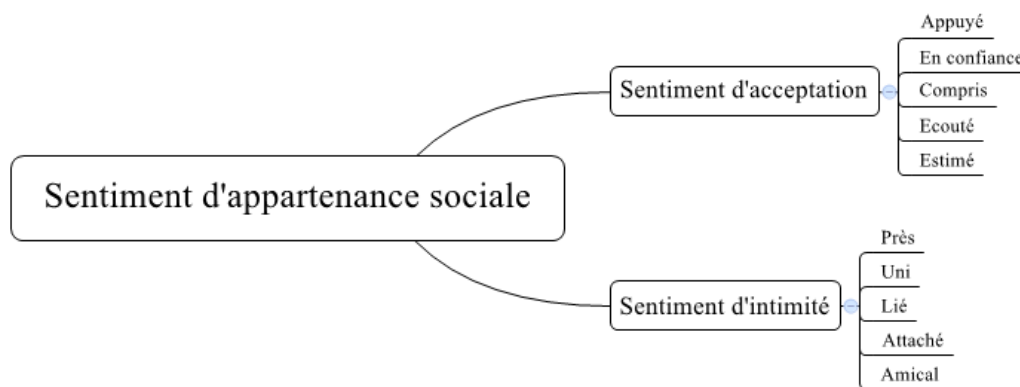 Sentiment d'appartenance sociale
Sentiment d'acceptation
Appuyé
En confiance
Compris
Ecouté
Estimé
Sentiment d'intimité
Près
Uni
Lié
Attaché
Amical